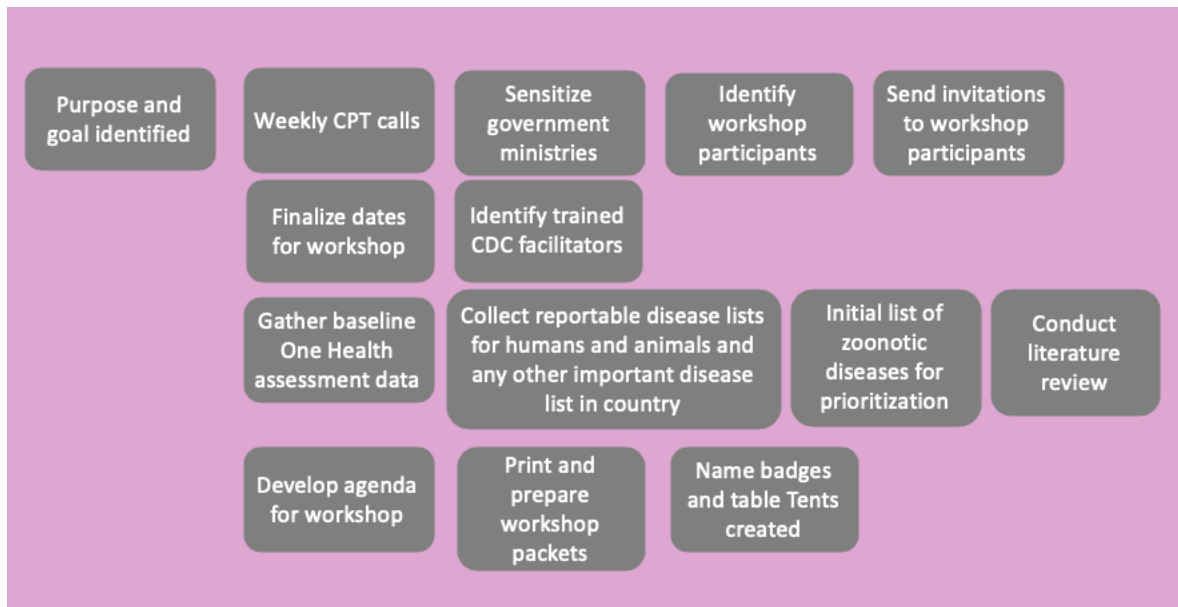 Purpose and
goal identified
Weekly CPT calls
Sensitize
government
ministries
Identify
workshop
participants
Send invitations
to workshop
participants
Finalize dates
for workshop
Identify trained
CDC facilitators
Gather baseline
One Health
assessment data
Collect reportable disease lists
for humans and animals and
any other important disease
list in country
Initial list of
zoonotic
diseases for
prioritization
Conduct
literature
review
Develop agenda
for workshop
Print and
prepare
workshop
packets
Name badges
and table Tents
created